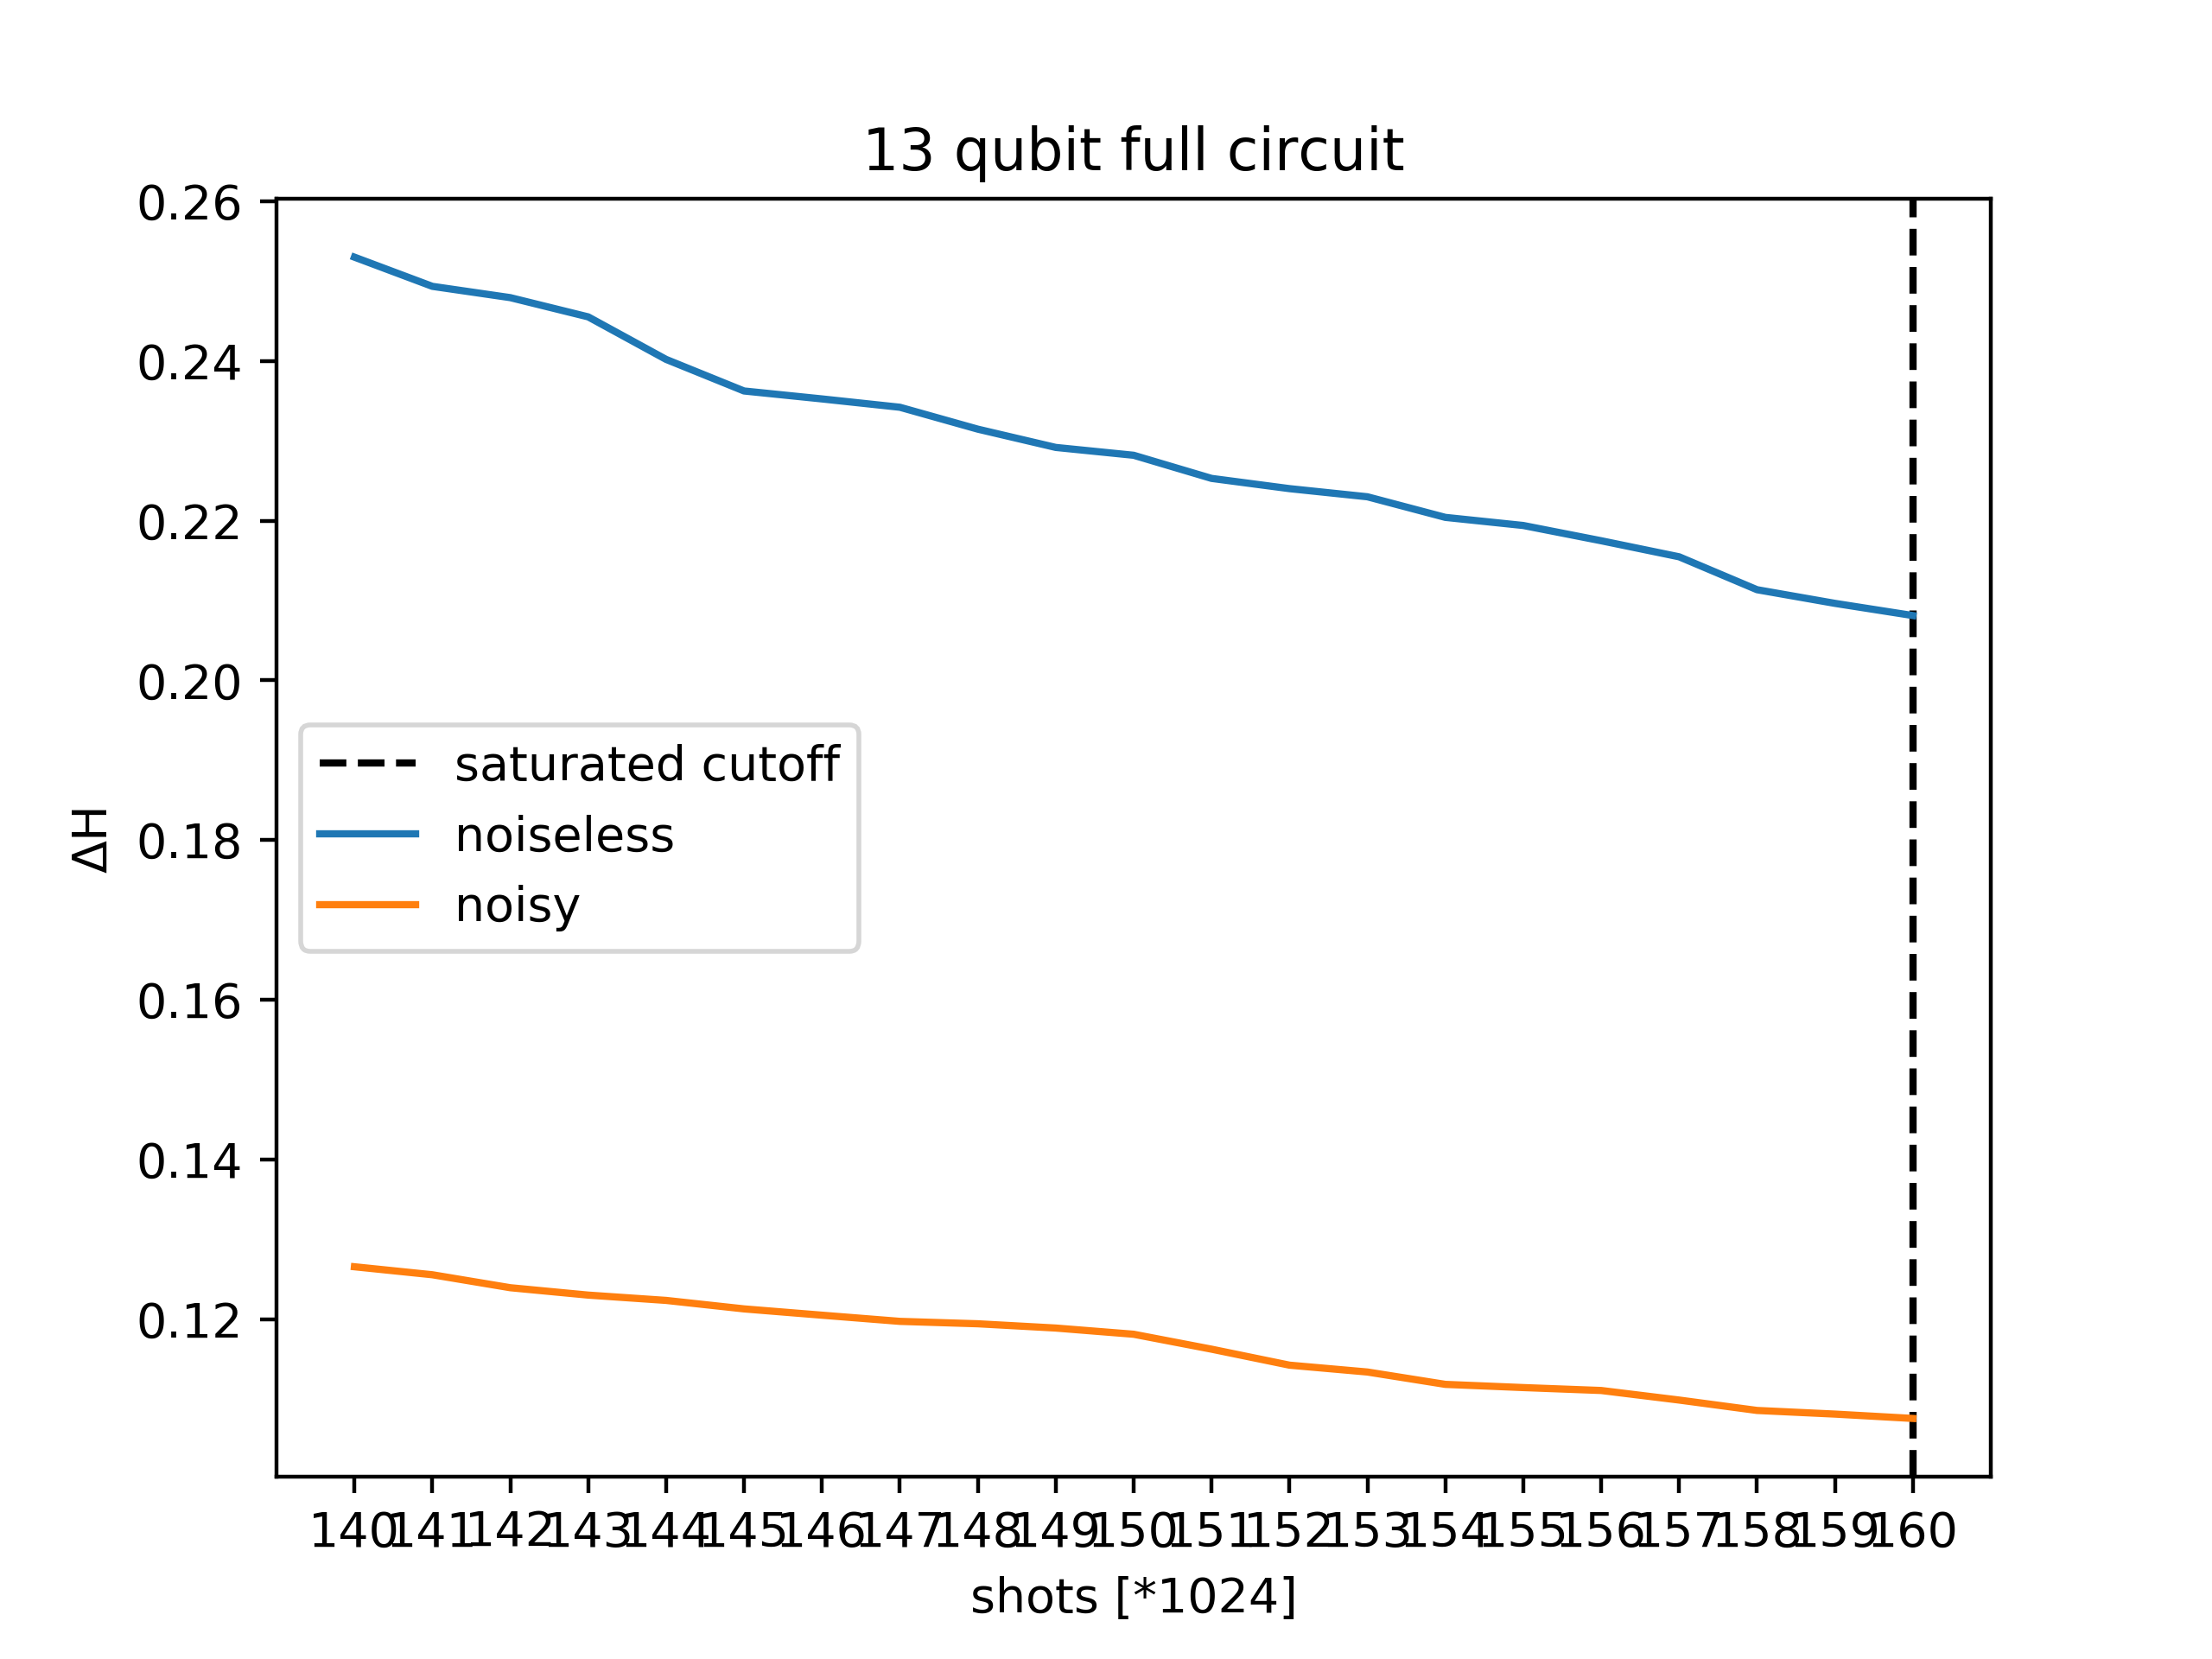 13 qubit full circuit
0.26
0.24
0.22
0.20
0.18
0.16
0.14
0.12
ΔH
saturated cutoff
noiseless
noisy
140 141 142 143 144 145 146 147 148 149 150 151 152 153 154 155 156 157 158 159 160
shots [*1024]